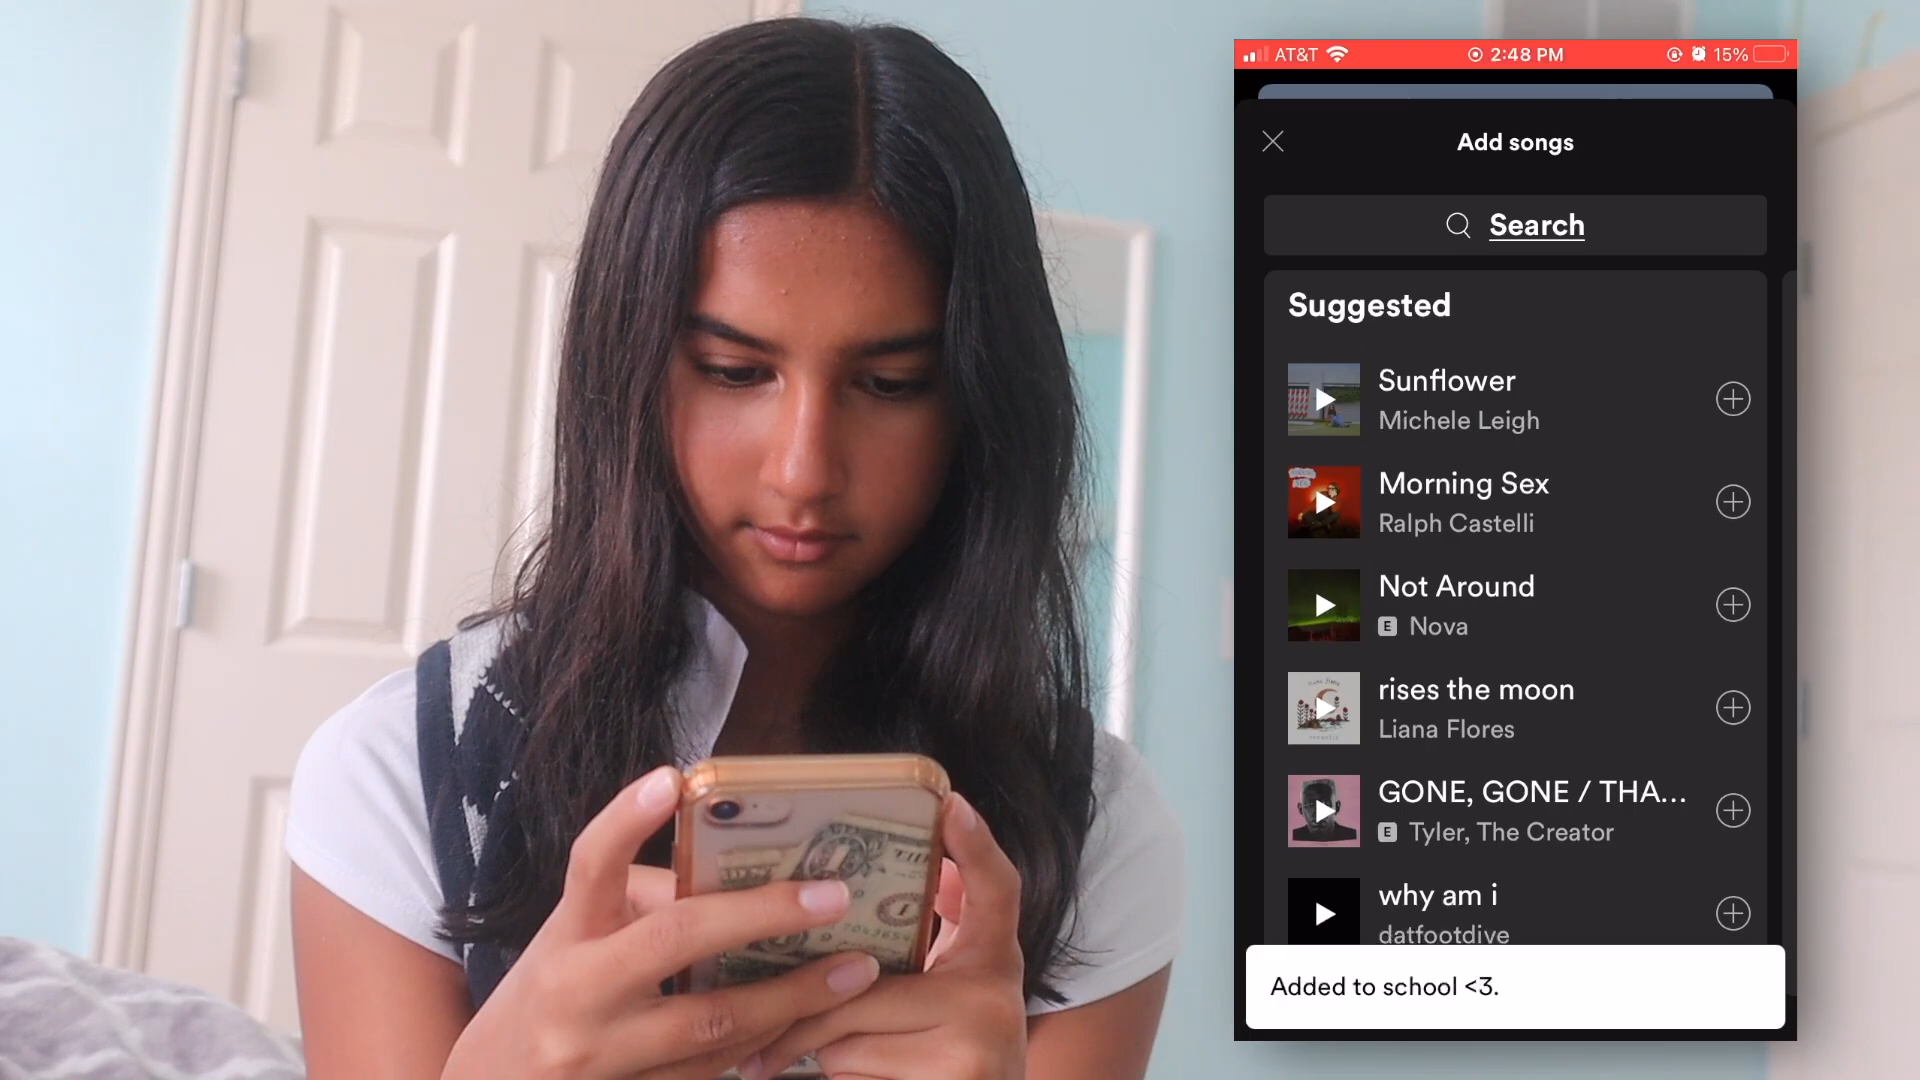 AT&T
2:48 PM
15%
Add songs
Search
Suggested
Sunflower
Michele Leigh
Morning Sex
Ralph Castelli
Not Around
E Nova
rises the moon
Liana Flores
GONE, GONE / THA...
E Tyler, The Creator
why am i
datfootdive
Added to school <3.